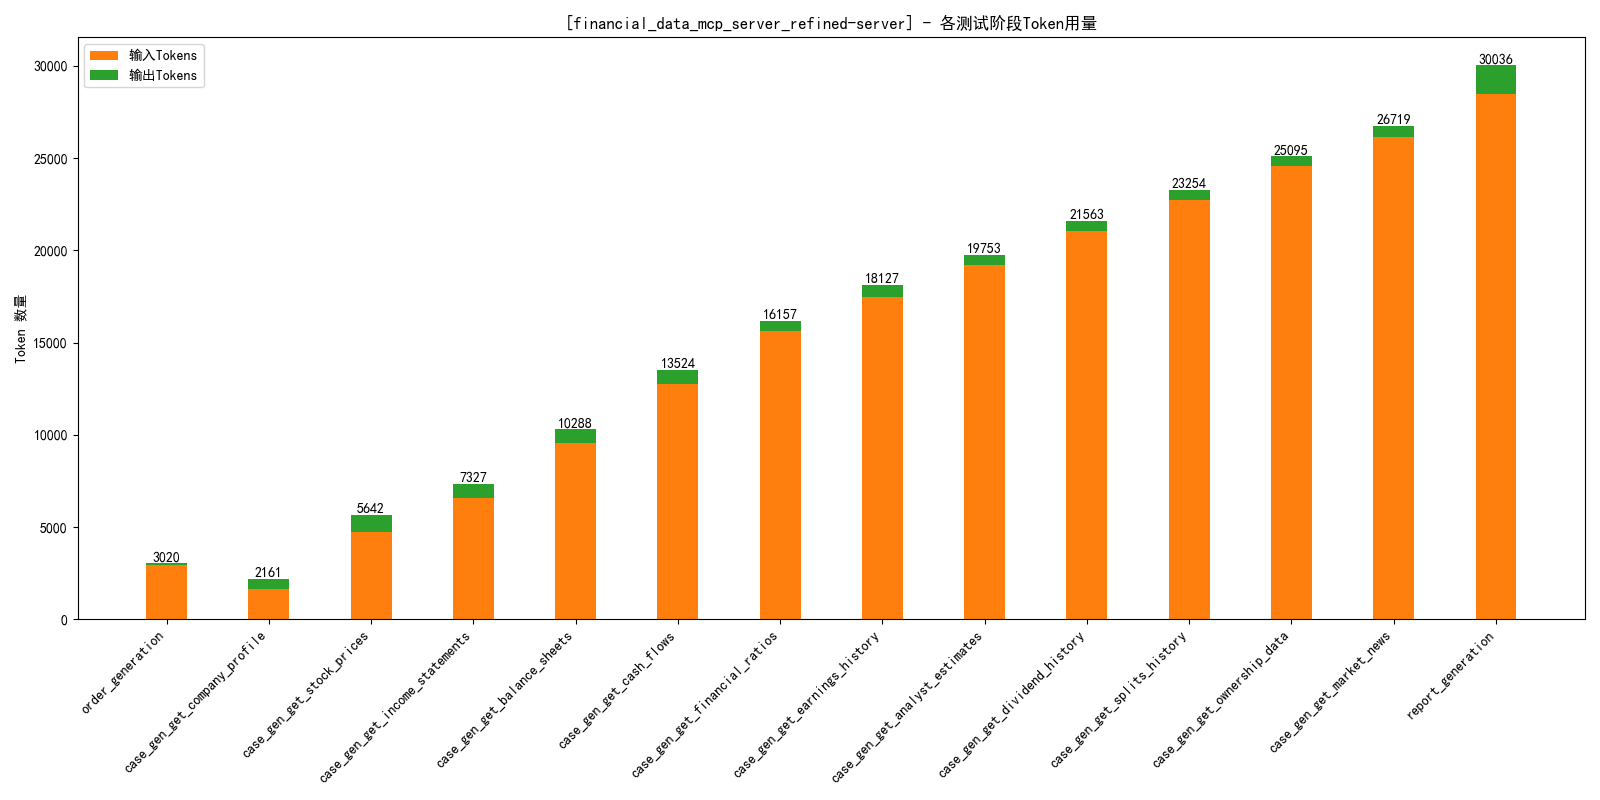 [financial_data_mcp_server_refined-server] - 各测试阶段Token用量
输入Tokens
输出Tokens
Token 数量
30000
25000
20000
15000
10000
5000
0
3020
2161
5642
7327
10288
13524
16157
18127
19753
21563
23254
25095
26719
30036
order_generation
case_gen_get_company_profile
case_gen_get_stock_prices
case_gen_get_income_statements
case_gen_get_balance_sheets
case_gen_get_cash_flows
case_gen_get_financial_ratios
case_gen_get_earnings_history
case_gen_get_analyst_estimates
case_gen_get_dividend_history
case_gen_get_splits_history
case_gen_get_ownership_data
case_gen_get_market_news
report_generation